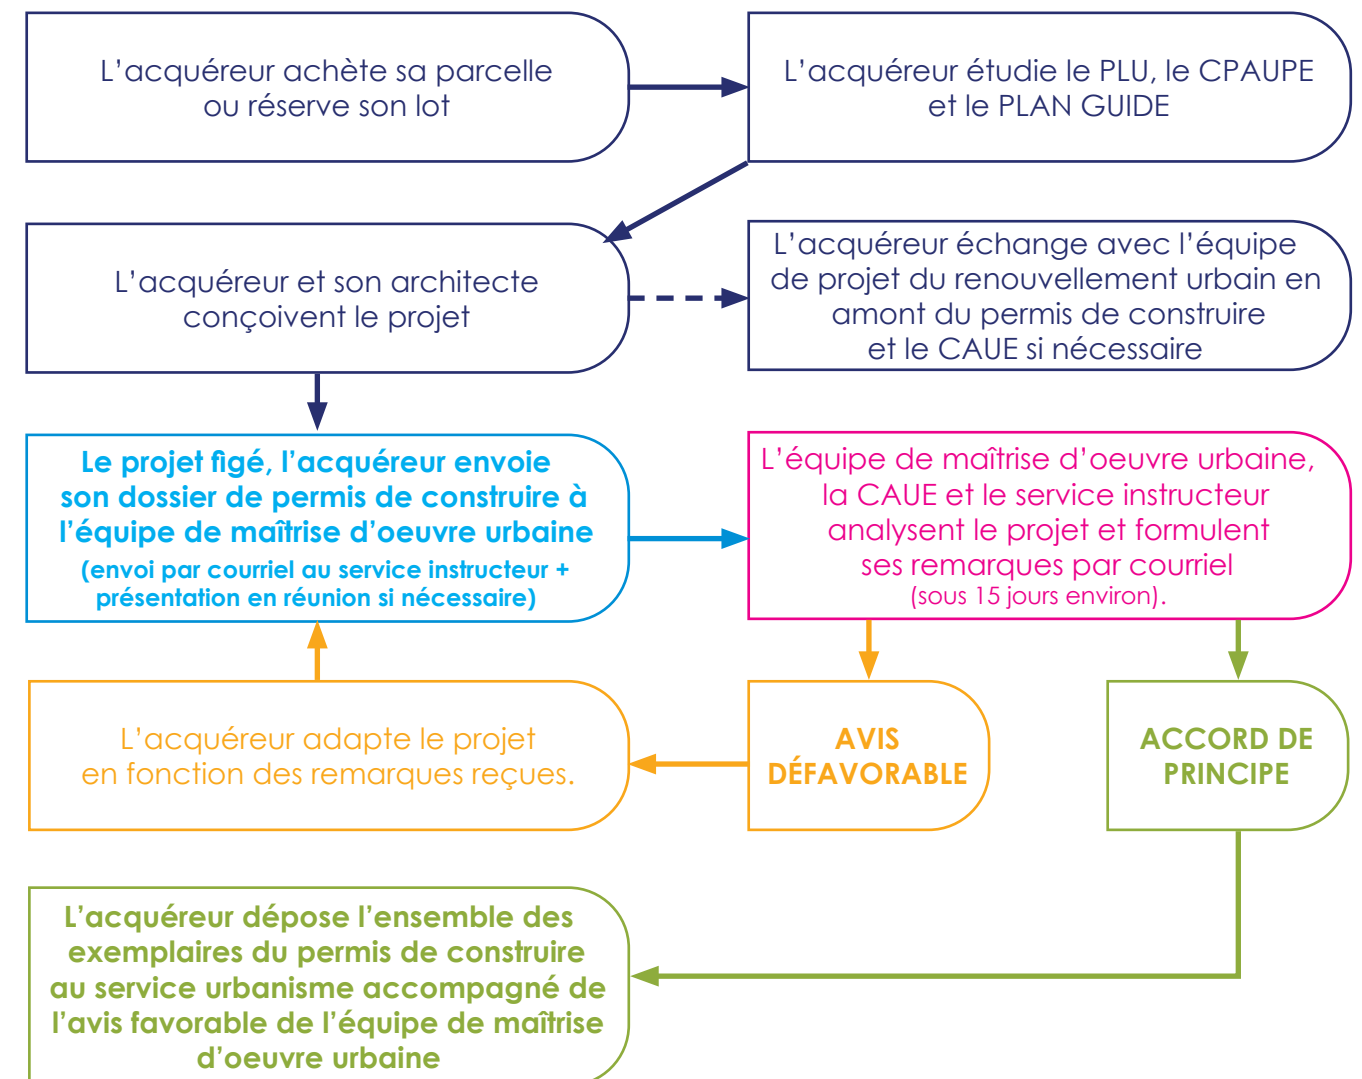 L'acquéreur achète sa parcelle
ou réserve son lot
L'acquéreur étudie le PLU, le CPAUPE
et le PLAN GUIDE
L'acquéreur et son architecte
conçoivent le projet
L'acquéreur échange avec l'équipe
de projet du renouvellement urbain en
amont du permis de construire
et le CAUE si nécessaire
Le projet figé, l'acquéreur envoie
son dossier de permis de construire à
l'équipe de maîtrise d'oeuvre urbaine
(envoi par courriel au service instructeur +
présentation en réunion si nécessaire)
L'équipe de maîtrise d'oeuvre urbaine,
la CAUE et le service instructeur
analysent le projet et formulent
ses remarques par courriel
(sous 15 jours environ).
L'acquéreur adapte le projet
en fonction des remarques reçues.
AVIS
DÉFAVORABLE
ACCORD DE
PRINCIPE
L'acquéreur dépose l'ensemble des
exemplaires du permis de construire
au service urbanisme accompagné de
l'avis favorable de l'équipe de maîtrise
d'oeuvre urbaine